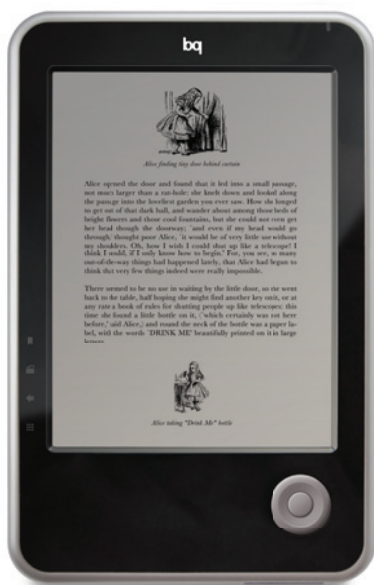 bq
Alice finding tiny door behind curtain
Alice opened the door and found that it led into a small passage,
not much larger than a rat-hole: she knelt down and looked along
the passage into the loveliest garden you ever saw. How she longed
to get out of that dark hall, and wander about among those beds of
bright flowers and those cool fountains, but she could not even get
her head though the doorway; `and even if my head would go
through,' thought poor Alice, `it would be of very little use without
my shoulders. Oh, how I wish I could shut up like a telescope! I
think I could, if I only know how to begin.' For, you see, so many
out-of-the-way things had happened lately, that Alice had begun to
think that very few things indeed were really impossible.
There seemed to be no use in waiting by the little door, so she went
back to the table, half hoping she might find another key on it, or at
any rate a book of rules for shutting people up like telescopes: this
time she found a little bottle on it, (`which certainly was not here
before,' said Alice,) and round the neck of the bottle was a paper la-
bel, with the words `DRINK ME' beautifully printed on it in large
letters.
Alice taking "Drink Me" bottle